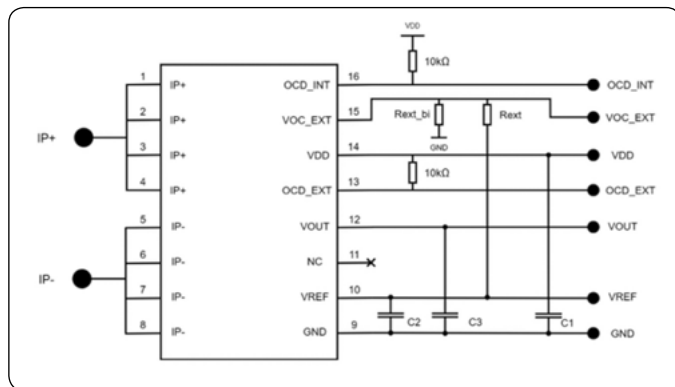 VDD
10kΩ
1 IP+ OCD_INT 16 OCD_INT
2 IP+ VOC_EXT 15 Rext_bi Rext VOC_EXT
IP+
GND
3 IP+ VDD 14 VDD
10kΩ
4 IP+ OCD_EXT 13 OCD_EXT
5 IP- VOUT 12 VOUT
6 IP- NC 11
IP-
7 IP- VREF 10 VREF
8 IP- GND 9 C2 C3 C1 GND